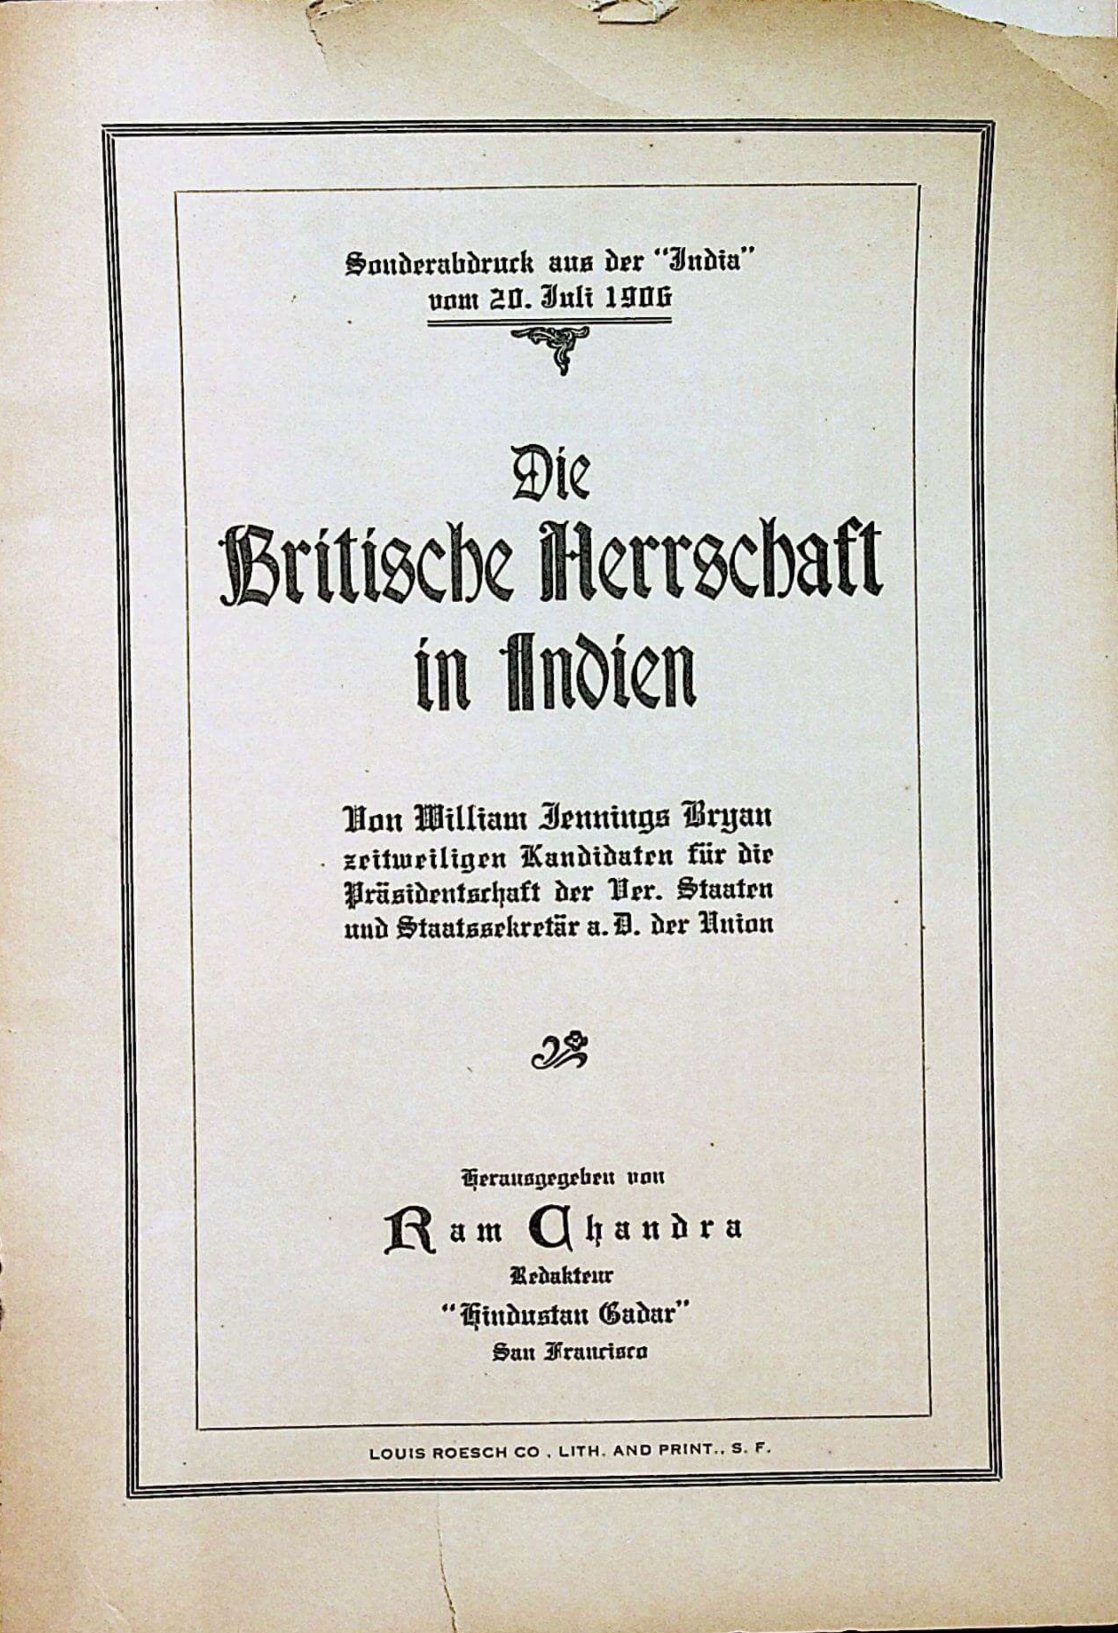 Sonderabdruck aus der "India"
vom 20. Juli 1906
Die
Britische Herrschaft
in Indien
Von William Jennings Bryan
zeitweiligen Kandidaten für die
Präsidentschaft der Ver. Staaten
und Staatssekretär a. D. der Union
Herausgegeben von
Ram Chandra
Redakteur
"Hindustan Gadar"
San Francisco
LOUIS ROESCH CO., LITH. AND PRINT., S. F.